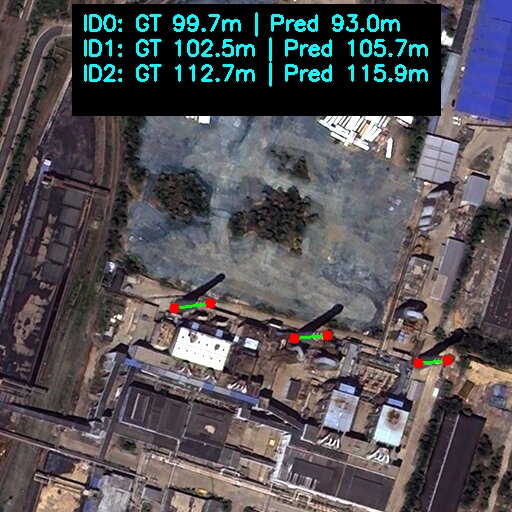 ID0: GT 99.7m | Pred 93.0m
ID1: GT 102.5m | Pred 105.7m
ID2: GT 112.7m | Pred 115.9m